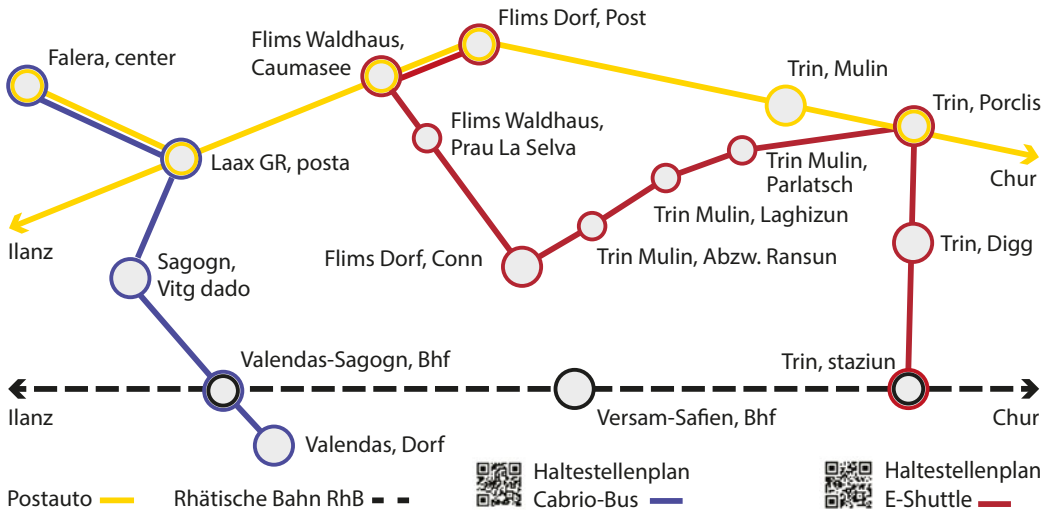 Flims Dorf, Post
Flims Waldhaus,
Caumasee
Falera, center
Trin, Mulin
Trin, Porclis
Flims Waldhaus,
Prau La Selva
Laax GR, posta
Trin Mulin,
Parlatsch
Chur
Trin Mulin, Laghizun
Ilanz
Trin Mulin, Abzw. Ransun
Trin, Digg
Sagogn,
Vitg dado
Flims Dorf, Conn
Valendas-Sagogn, Bhf
Trin, staziun
Ilanz
Versam-Safien, Bhf
Chur
Valendas, Dorf
Postauto
Rhätische Bahn RhB
Haltestellenplan
Cabrio-Bus
Haltestellenplan
E-Shuttle